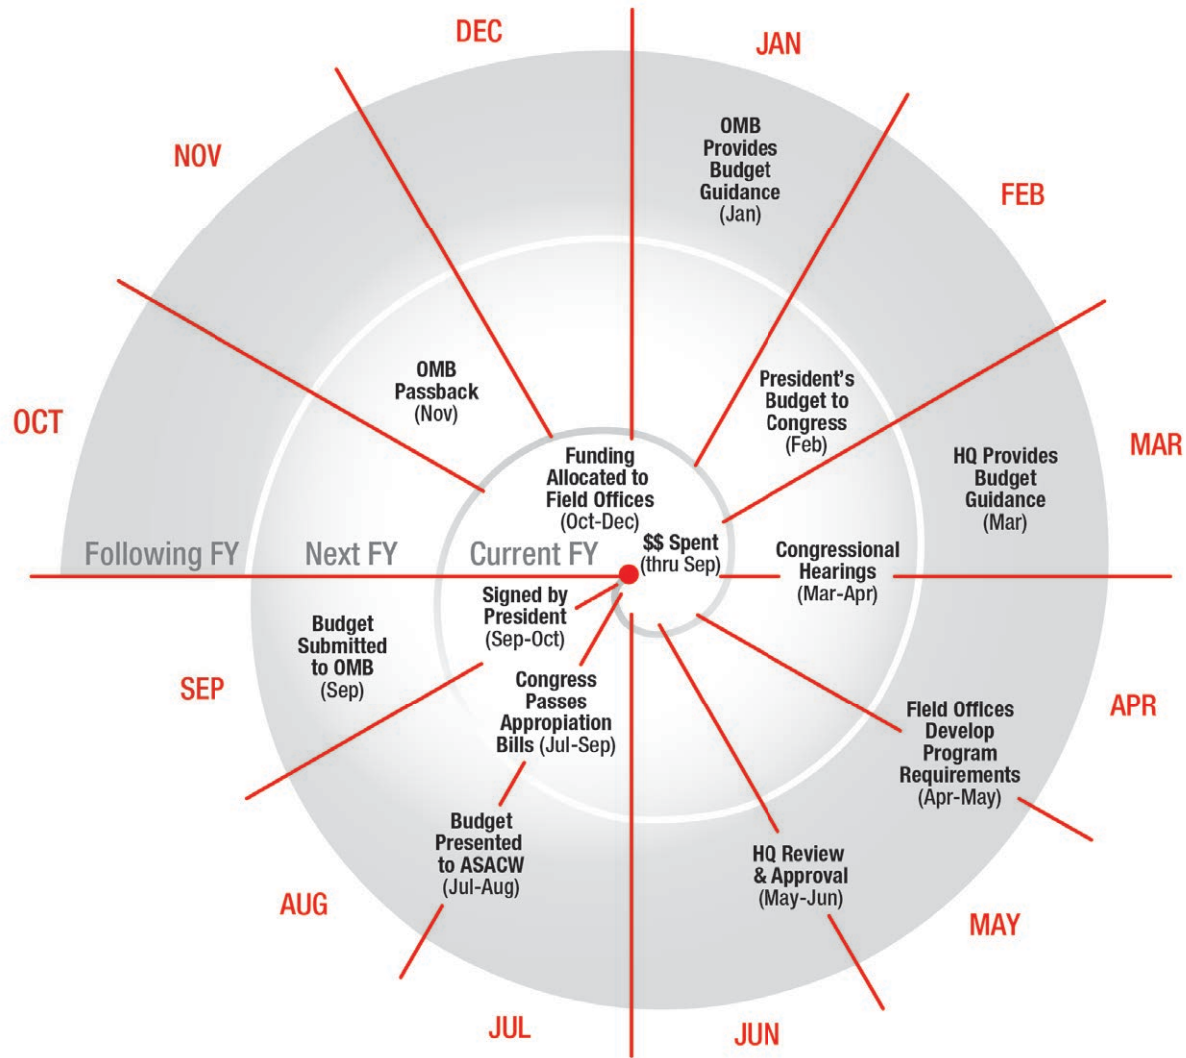 DEC
JAN
NOV
FEB
OCT
MAR
OMB
Provides
Budget
Guidance
(Jan)
OMB
Passback
(Nov)
President's
Budget to
Congress
(Feb)
HQ Provides
Budget
Guidance
(Mar)
Funding
Allocated to
Field Offices
(Oct-Dec)
$$ Spent
(thru Sep)
Following FY
Next FY
Current FY
Congressional
Hearings
(Mar-Apr)
Signed by
President
(Sep-Oct)
Budget
Submitted
to OMB
(Sep)
SEP
Congress
Passes
Appropiation
Bills (Jul-Sep)
Field Offices
Develop
Program
Requirements
(Apr-May)
APR
Budget
Presented
to ASACW
(Jul-Aug)
HQ Review
& Approval
(May-Jun)
AUG
MAY
JUL
JUN